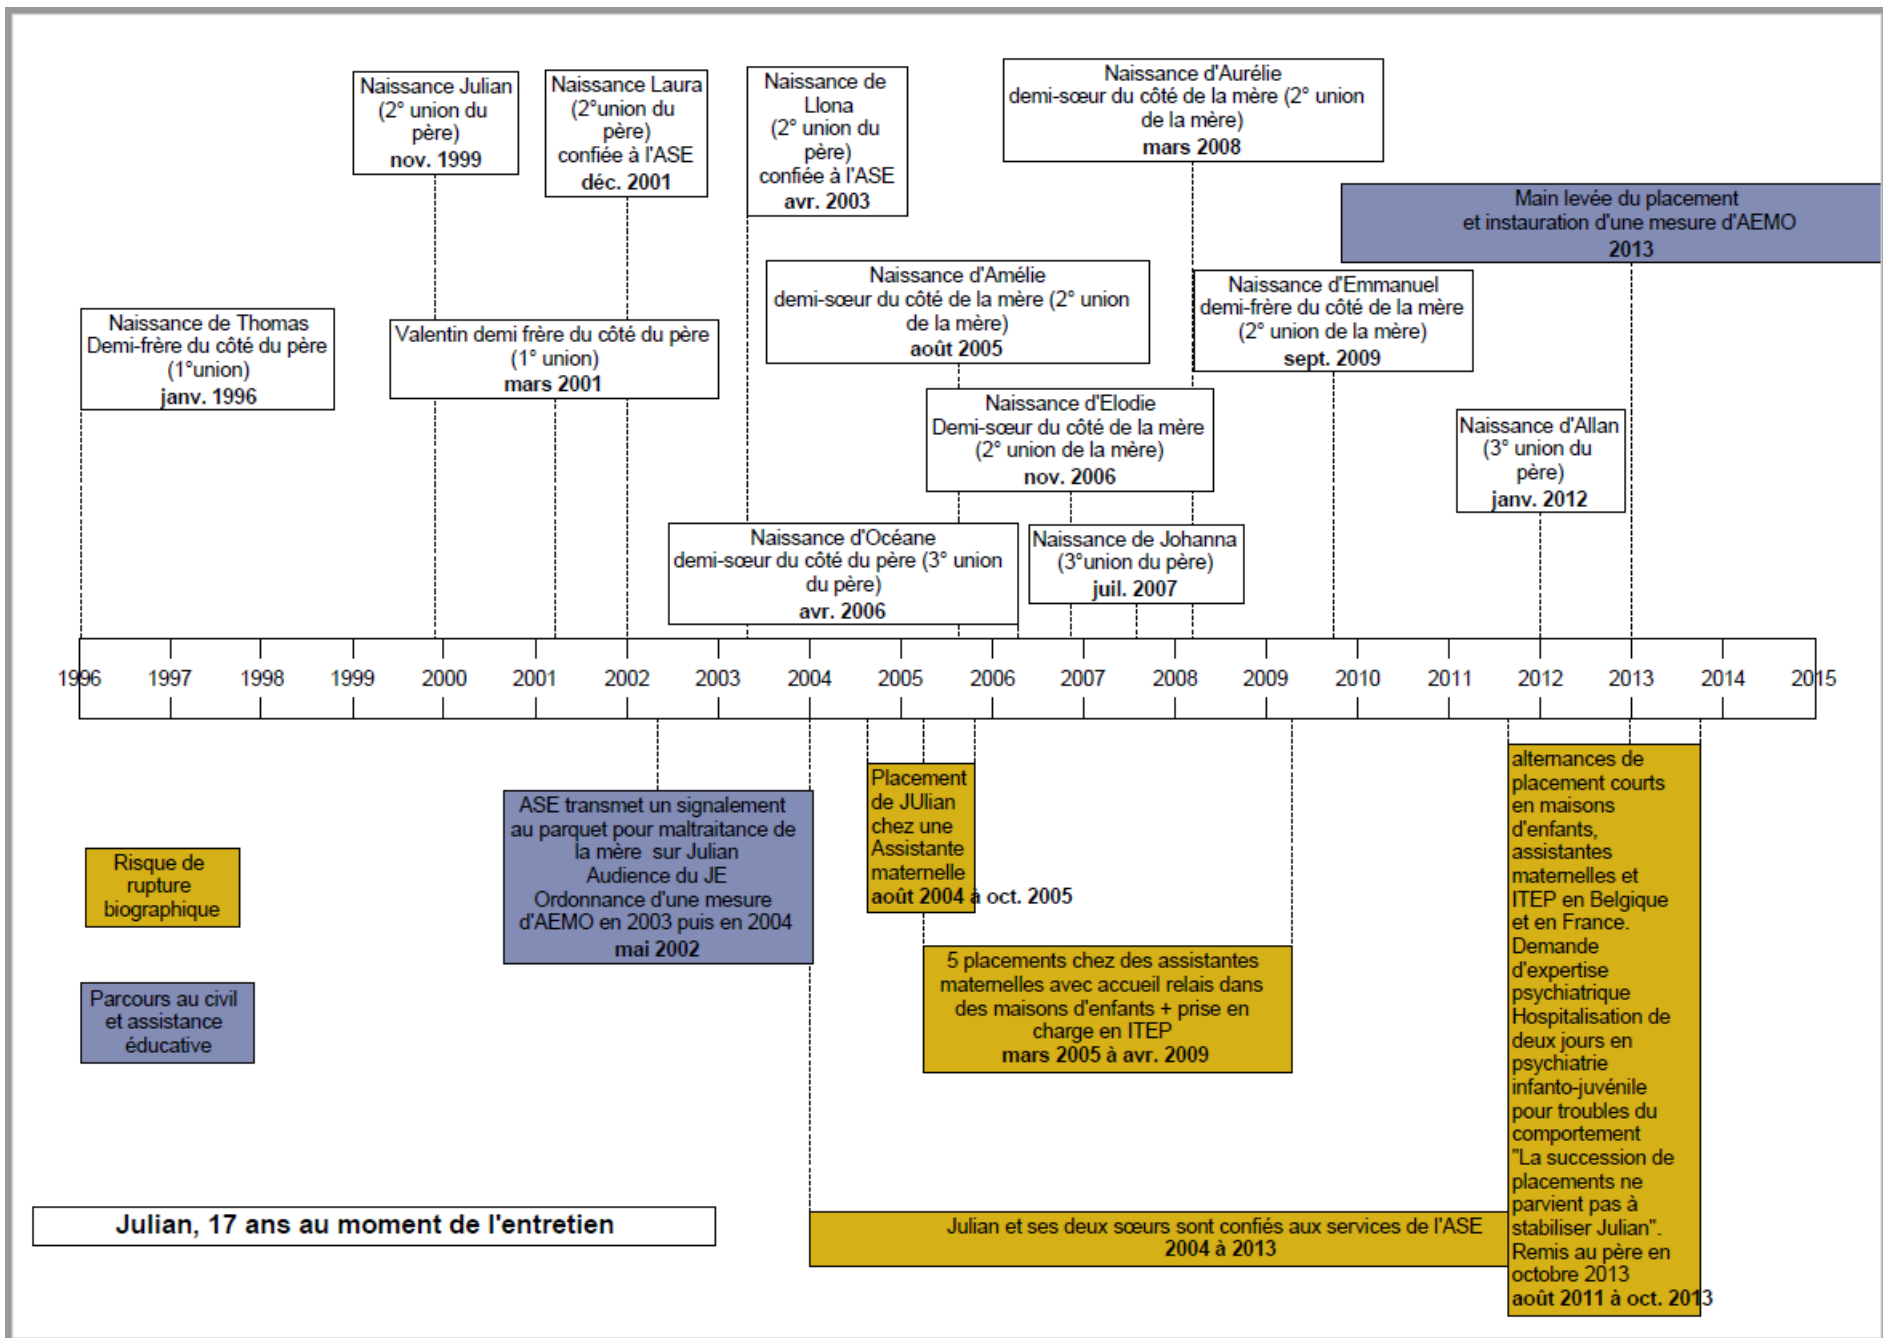 Naissance Julian
(2° union du
père)
nov. 1999
Naissance Laura
(2°union du
père)
confiée à l'ASE
déc. 2001
Naissance de
Llona
(2° union du
père)
confiée à l'ASE
avr. 2003
Naissance d'Aurélie
demi-sœur du côté de la mère (2° union
de la mère)
mars 2008
Main levée du placement
et instauration d'une mesure d'AEMO
2013
Naissance de Thomas
Demi-frère du côté du père
(1°union)
janv. 1996
Valentin demi frère du côté du père
(1° union)
mars 2001
Naissance d'Amélie
demi-sœur du côté de la mère (2° union
de la mère)
août 2005
Naissance d'Emmanuel
demi-frère du côté de la mère
(2° union de la mère)
sept. 2009
Naissance d'Elodie
Demi-sœur du côté de la mère
(2° union de la mère)
nov. 2006
Naissance d'Allan
(3° union du
père)
janv. 2012
Naissance d'Océane
demi-sœur du côté du père (3° union
du père)
avr. 2006
Naissance de Johanna
(3°union du père)
juil. 2007
1996 1997 1998 1999 2000 2001 2002 2003 2004 2005 2006 2007 2008 2009 2010 2011 2012 2013 2014 2015
Risque de
rupture
biographique
Parcours au civil
et assistance
éducative
ASE transmet un signalement
au parquet pour maltraitance de
la mère sur Julian
Audience du JE
Ordonnance d'une mesure
d'AEMO en 2003 puis en 2004
mai 2002
Placement
de JUlian
chez une
Assistante
maternelle
août 2004 à oct. 2005
5 placements chez des assistantes
maternelles avec accueil relais dans
des maisons d'enfants + prise en
charge en ITEP
mars 2005 à avr. 2009
alternances de
placement courts
en maisons
d'enfants,
assistantes
maternelles et
ITEP en Belgique
et en France.
Demande
d'expertise
psychiatrique
Hospitalisation de
deux jours en
psychiatrie
infanto-juvénile
pour troubles du
comportement
"La succession de
placements ne
parvient pas à
stabiliser Julian".
Remis au père en
octobre 2013
août 2011 à oct. 2013
Julian et ses deux sœurs sont confiés aux services de l'ASE
2004 à 2013
Julian, 17 ans au moment de l'entretien